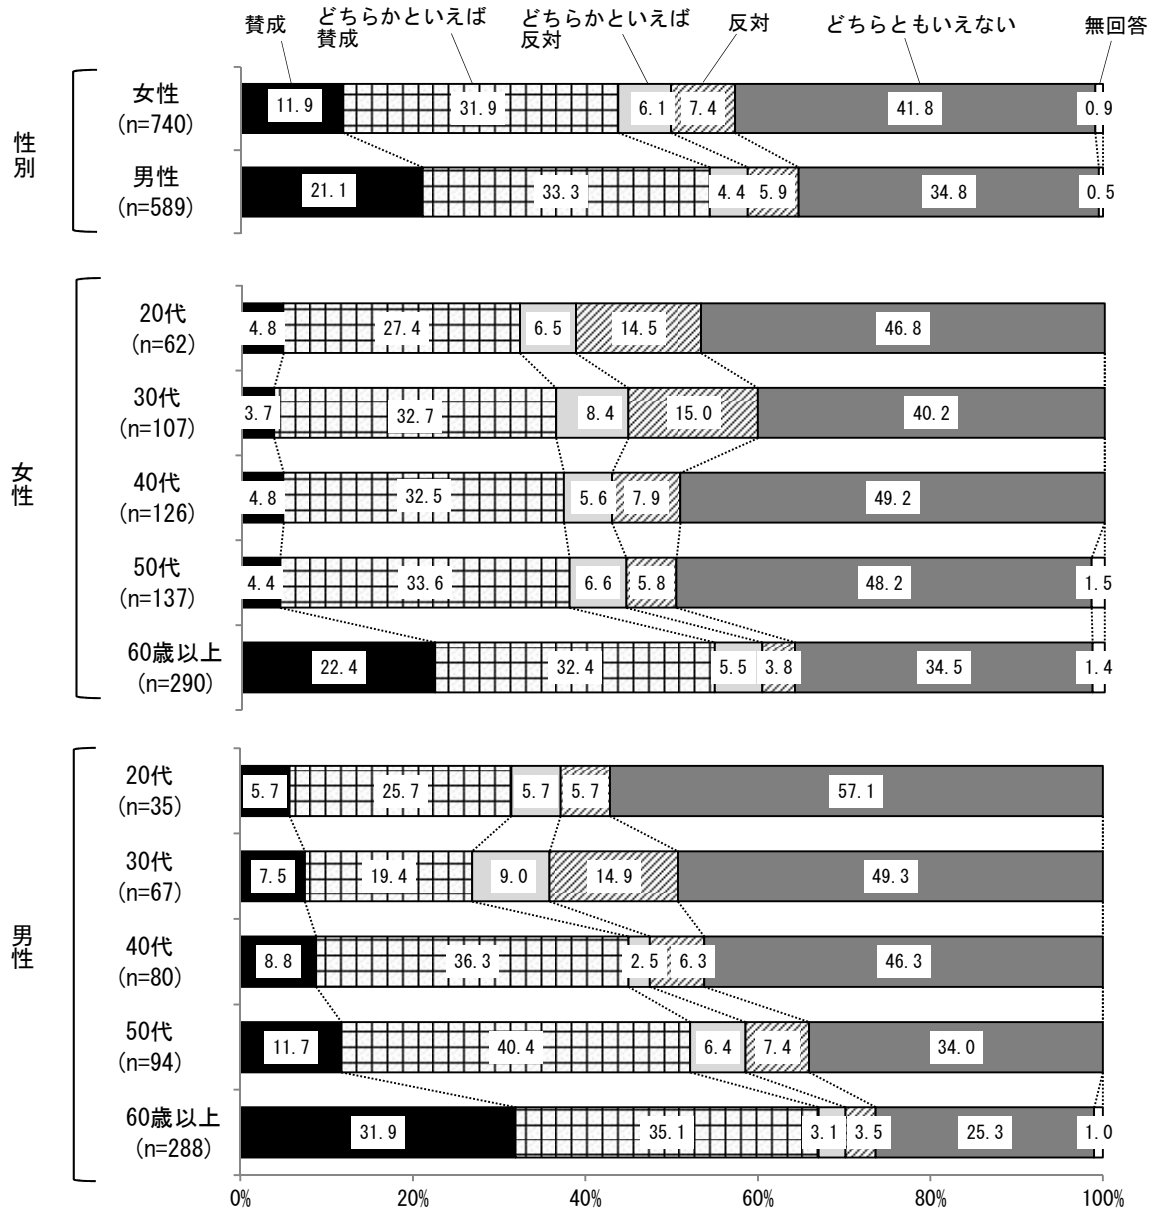 賛成
どちらかといえば
賛成
どちらかといえば
反対
反対
どちらともいえない
無回答
性別
女性
(n=740)
11.9 31.9 6.1 7.4 41.8 0.9
男性
(n=589)
21.1 33.3 4.4 5.9 34.8 0.5
女性
20代
(n=62)
4.8 27.4 6.5 14.5 46.8
30代
(n=107)
3.7 32.7 8.4 15.0 40.2
40代
(n=126)
4.8 32.5 5.6 7.9 49.2
50代
(n=137)
4.4 33.6 6.6 5.8 48.2 1.5
60歳以上
(n=290)
22.4 32.4 5.5 3.8 34.5 1.4
男性
20代
(n=35)
5.7 25.7 5.7 5.7 57.1
30代
(n=67)
7.5 19.4 9.0 14.9 49.3
40代
(n=80)
8.8 36.3 2.5 6.3 46.3
50代
(n=94)
11.7 40.4 6.4 7.4 34.0
60歳以上
(n=288)
31.9 35.1 3.1 3.5 25.3 1.0
0% 20% 40% 60% 80% 100%